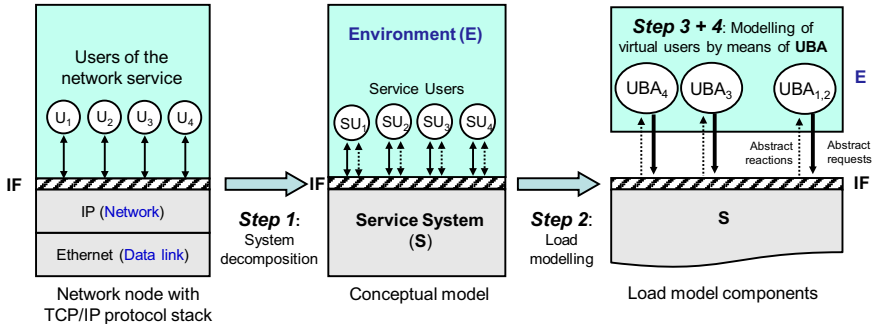 Users of the
network service
U1
U2
U3
U4
IF
IP (Network)
Ethernet (Data link)
Network node with
TCP/IP protocol stack
Step 1:
System
decomposition
Environment (E)
Service Users
SU1
SU2
SU3
SU4
IF
Service System
(S)
Conceptual model
Step 2:
Load
modelling
Step 3 + 4: Modelling of
virtual users by means of UBA
E
UBA4
UBA3
UBA1,2
Abstract
reactions
Abstract
requests
IF
S
Load model components